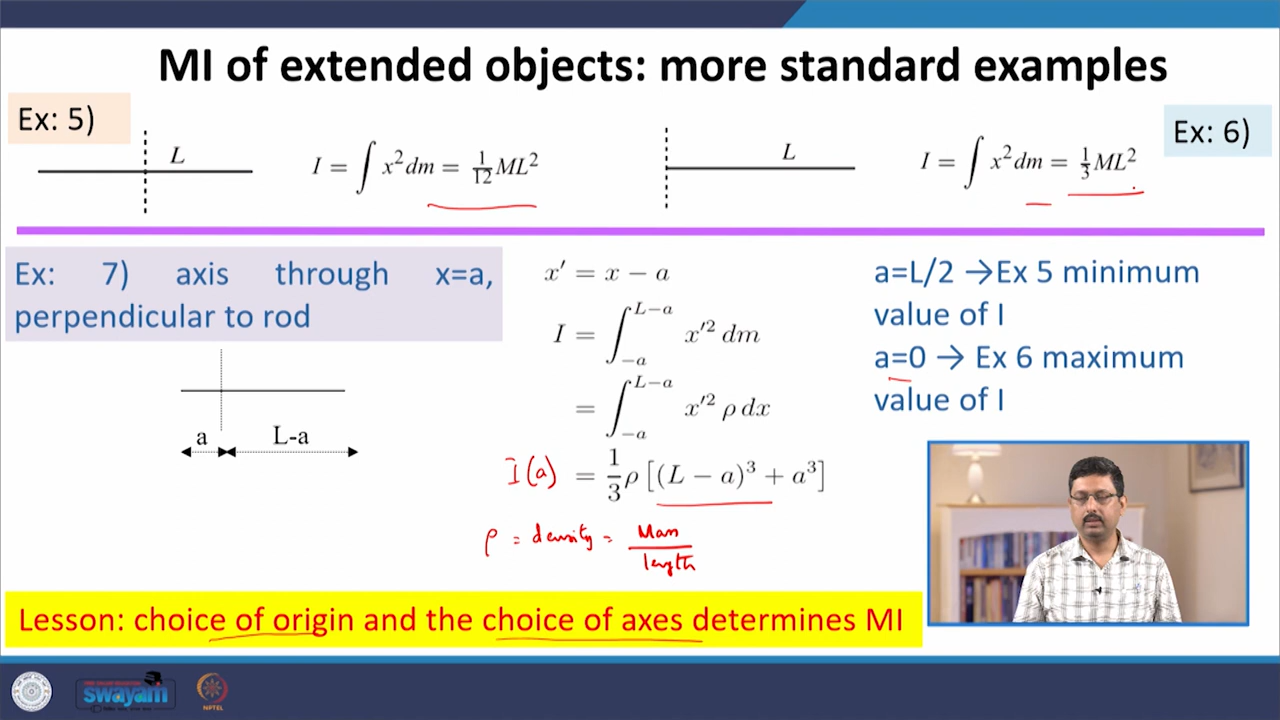 MI of extended objects: more standard examples
Ex: 5)
L
I = ∫ x²dm = 1/12 ML²
L
I = ∫ x²dm = 1/3 ML²
Ex: 6)
Ex: 7) axis through x=a,
perpendicular to rod
a
L-a
x′ = x − a
I = ∫_{−a}^{L−a} x′² dm
= ∫_{−a}^{L−a} x′² ρ dx
I(a) = 1/3 ρ [(L − a)³ + a³]
ρ = density = Mass
length
a=L/2 →Ex 5 minimum
value of I
a=0 → Ex 6 maximum
value of I
Lesson: choice of origin and the choice of axes determines MI
swayam
NPTEL